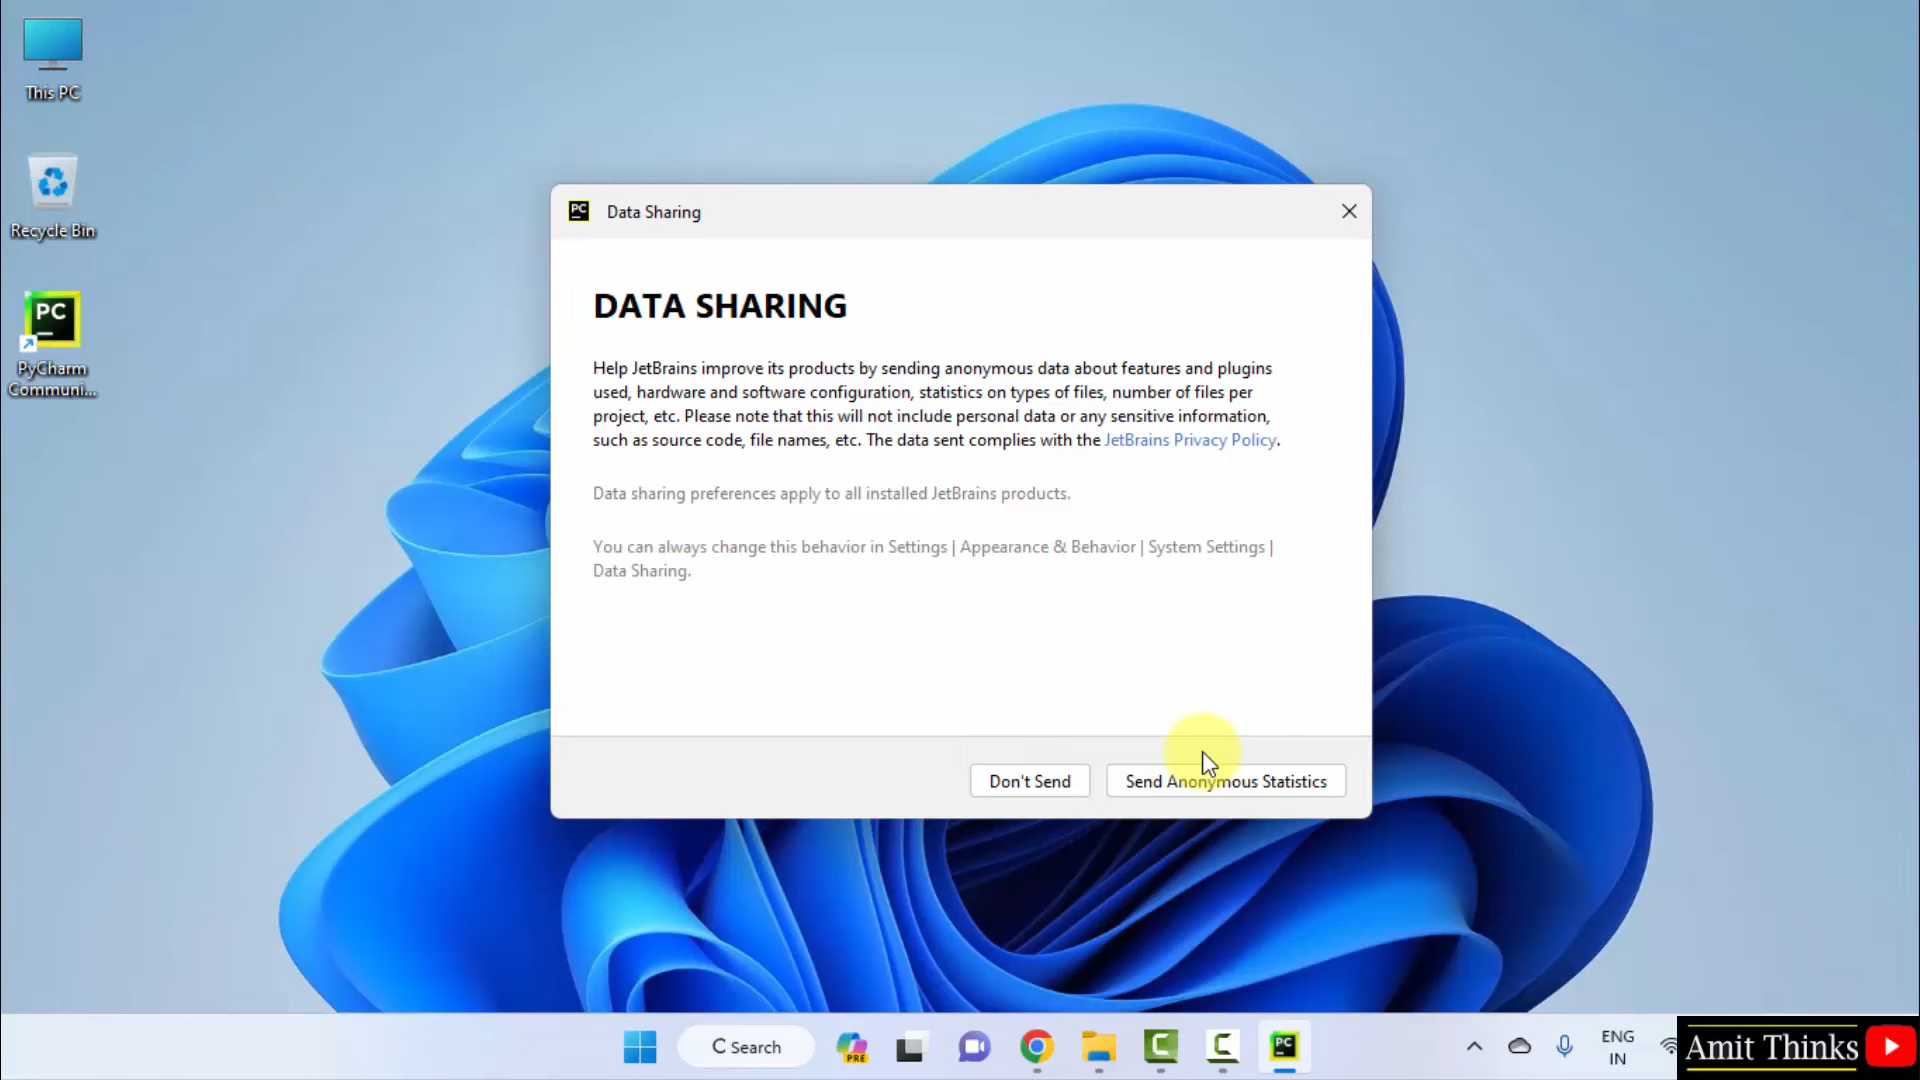 This PC
Recycle Bin
PC
PyCharm
Communi...
PC
Data Sharing
DATA SHARING
Help JetBrains improve its products by sending anonymous data about features and plugins
used, hardware and software configuration, statistics on types of files, number of files per
project, etc. Please note that this will not include personal data or any sensitive information,
such as source code, file names, etc. The data sent complies with the JetBrains Privacy Policy.
Data sharing preferences apply to all installed JetBrains products.
You can always change this behavior in Settings | Appearance & Behavior | System Settings |
Data Sharing.
Don't Send
Send Anonymous Statistics
Search
PRE
PC
ENG
IN
Amit Thinks